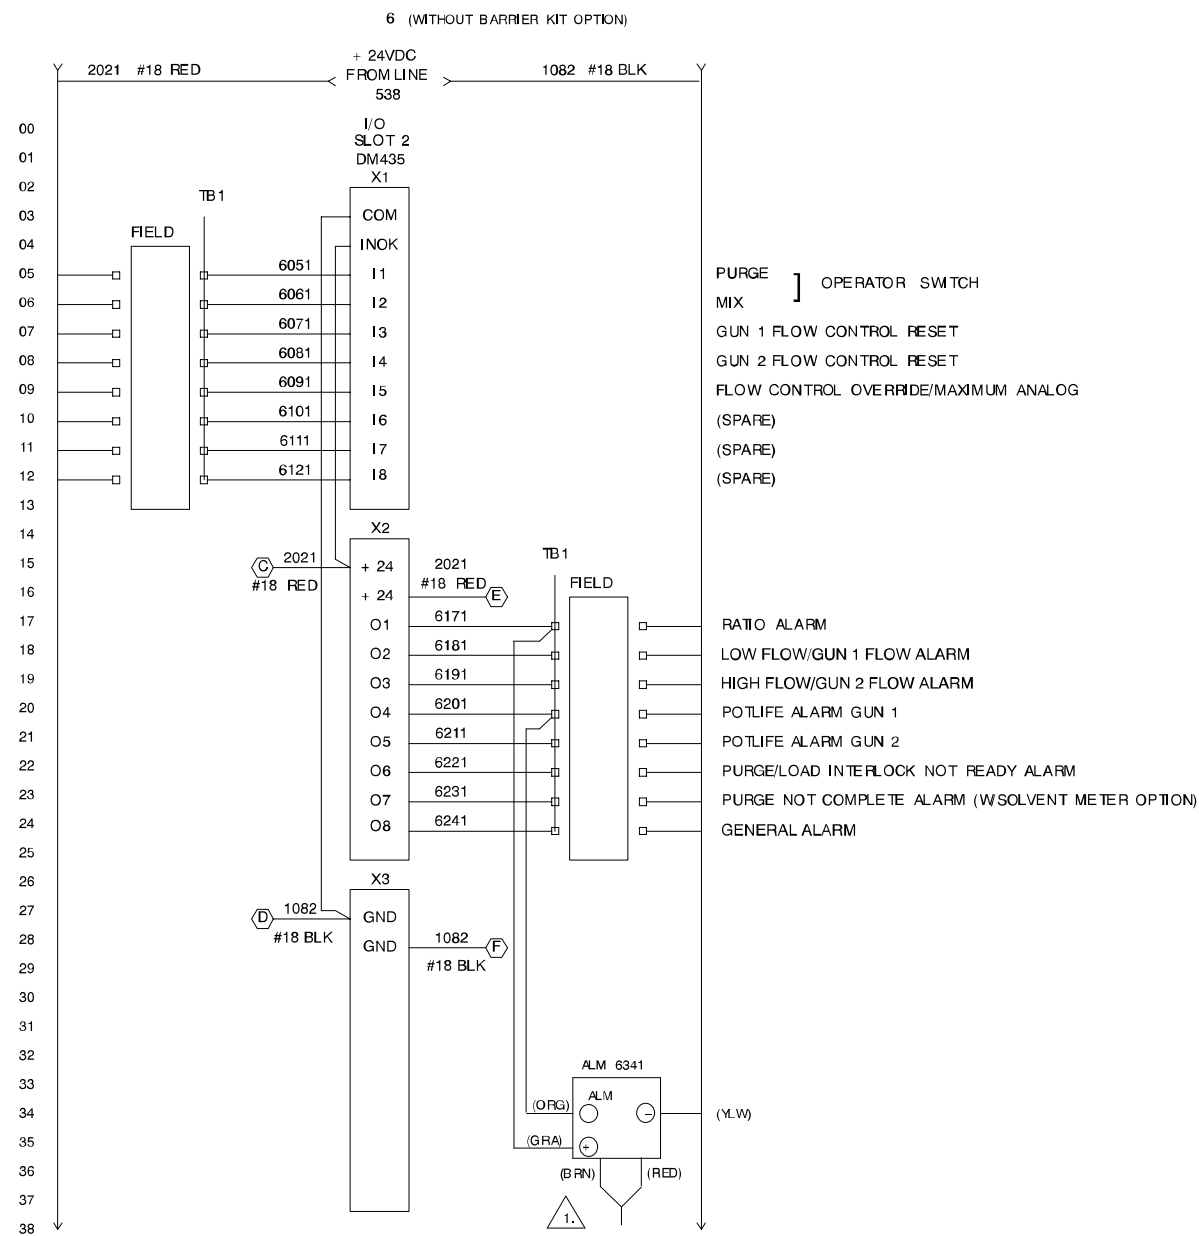 6 (WITHOUT BARRIER KIT OPTION)
+ 24VDC
2021 #18 RED
FROM LINE
1082 #18 BLK
538
00
I/O
SLOT 2
01
DM435
02
X1
TB1
03
COM
FIELD
04
INOK
05
6051
I1
PURGE
] OPERATOR SWITCH
06
6061
I2
MIX
07
6071
I3
GUN 1 FLOW CONTROL RESET
08
6081
I4
GUN 2 FLOW CONTROL RESET
09
6091
I5
FLOW CONTROL OVERRIDE/MAXIMUM ANALOG
10
6101
I6
(SPARE)
11
6111
I7
(SPARE)
12
6121
I8
(SPARE)
13
14
X2
15
C
2021
#18 RED
+ 24
2021
#18 RED
E
TB1
FIELD
16
+ 24
17
O1
6171
RATIO ALARM
18
O2
6181
LOW FLOW/GUN 1 FLOW ALARM
19
O3
6191
HIGH FLOW/GUN 2 FLOW ALARM
20
O4
6201
POTLIFE ALARM GUN 1
21
O5
6211
POTLIFE ALARM GUN 2
22
O6
6221
PURGE/LOAD INTERLOCK NOT READY ALARM
23
O7
6231
PURGE NOT COMPLETE ALARM (W/SOLVENT METER OPTION)
24
O8
6241
GENERAL ALARM
25
26
X3
27
D
1082
#18 BLK
GND
28
GND
1082
#18 BLK
F
29
30
31
32
ALM 6341
33
ALM
34
(ORG)
−
(YLW)
35
(GRA)
+
36
(BRN)
(RED)
37
1.
38